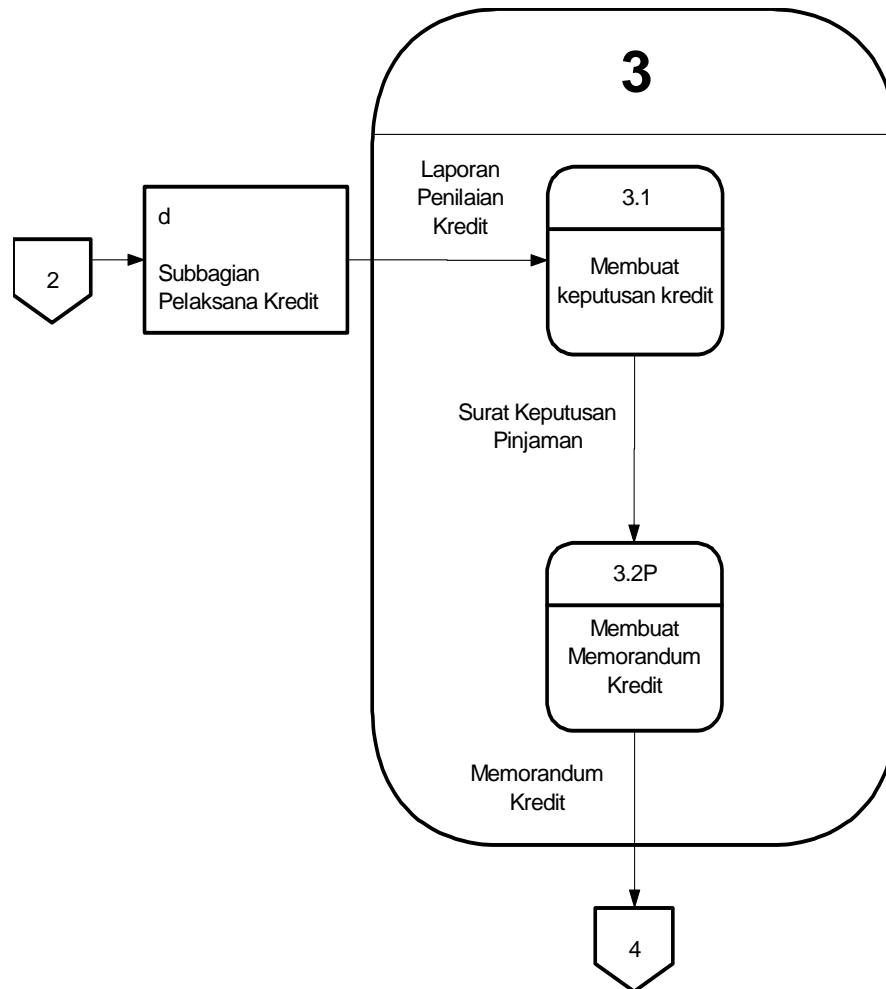 3
Laporan
Penilaian
Kredit
3.1
Membuat
keputusan kredit
d
Subbagian
Pelaksana Kredit
2
Surat Keputusan
Pinjaman
3.2P
Membuat
Memorandum
Kredit
Memorandum
Kredit
4